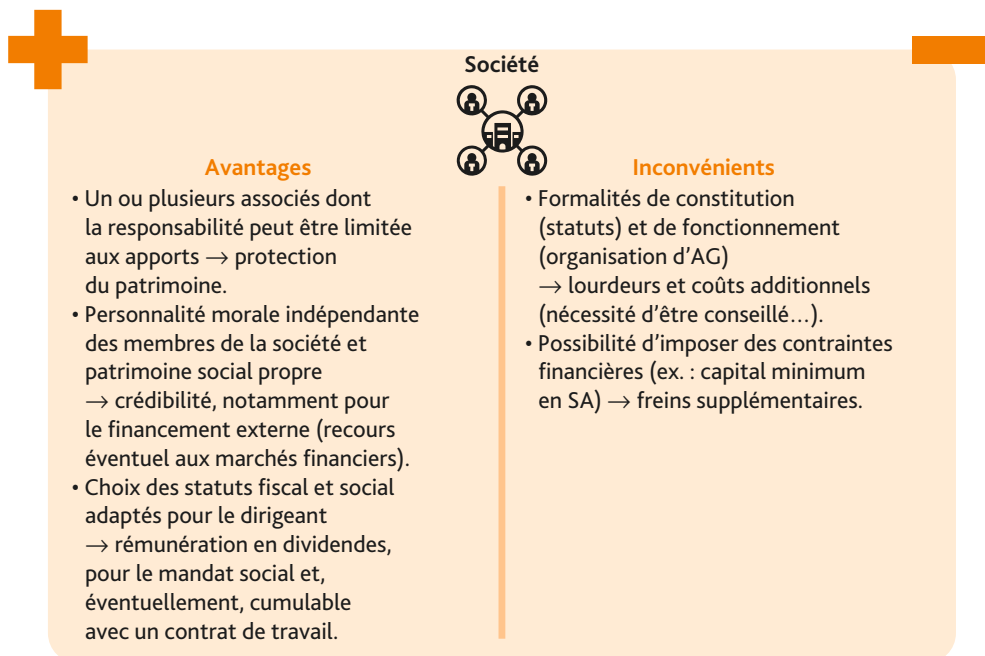 Société
Avantages
• Un ou plusieurs associés dont
la responsabilité peut être limitée
aux apports → protection
du patrimoine.
• Personnalité morale indépendante
des membres de la société et
patrimoine social propre
→ crédibilité, notamment pour
le financement externe (recours
éventuel aux marchés financiers).
• Choix des statuts fiscal et social
adaptés pour le dirigeant
→ rémunération en dividendes,
pour le mandat social et,
éventuellement, cumulable
avec un contrat de travail.
Inconvénients
• Formalités de constitution
(statuts) et de fonctionnement
(organisation d’AG)
→ lourdeurs et coûts additionnels
(nécessité d’être conseillé…).
• Possibilité d’imposer des contraintes
financières (ex. : capital minimum
en SA) → freins supplémentaires.